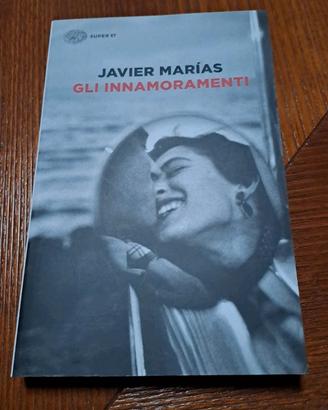 SUPER ET
JAVIER MARÍAS
GLI INNAMORAMENTI